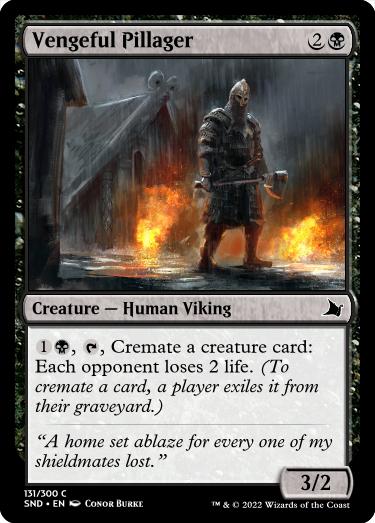 Vengeful Pillager 2
Creature — Human Viking
1, , Cremate a creature card:
Each opponent loses 2 life. (To
cremate a card, a player exiles it from
their graveyard.)
“A home set ablaze for every one of my
shieldmates lost.”
3/2
131/300 C
SND • EN Conor Burke ™ & © 2022 Wizards of the Coast